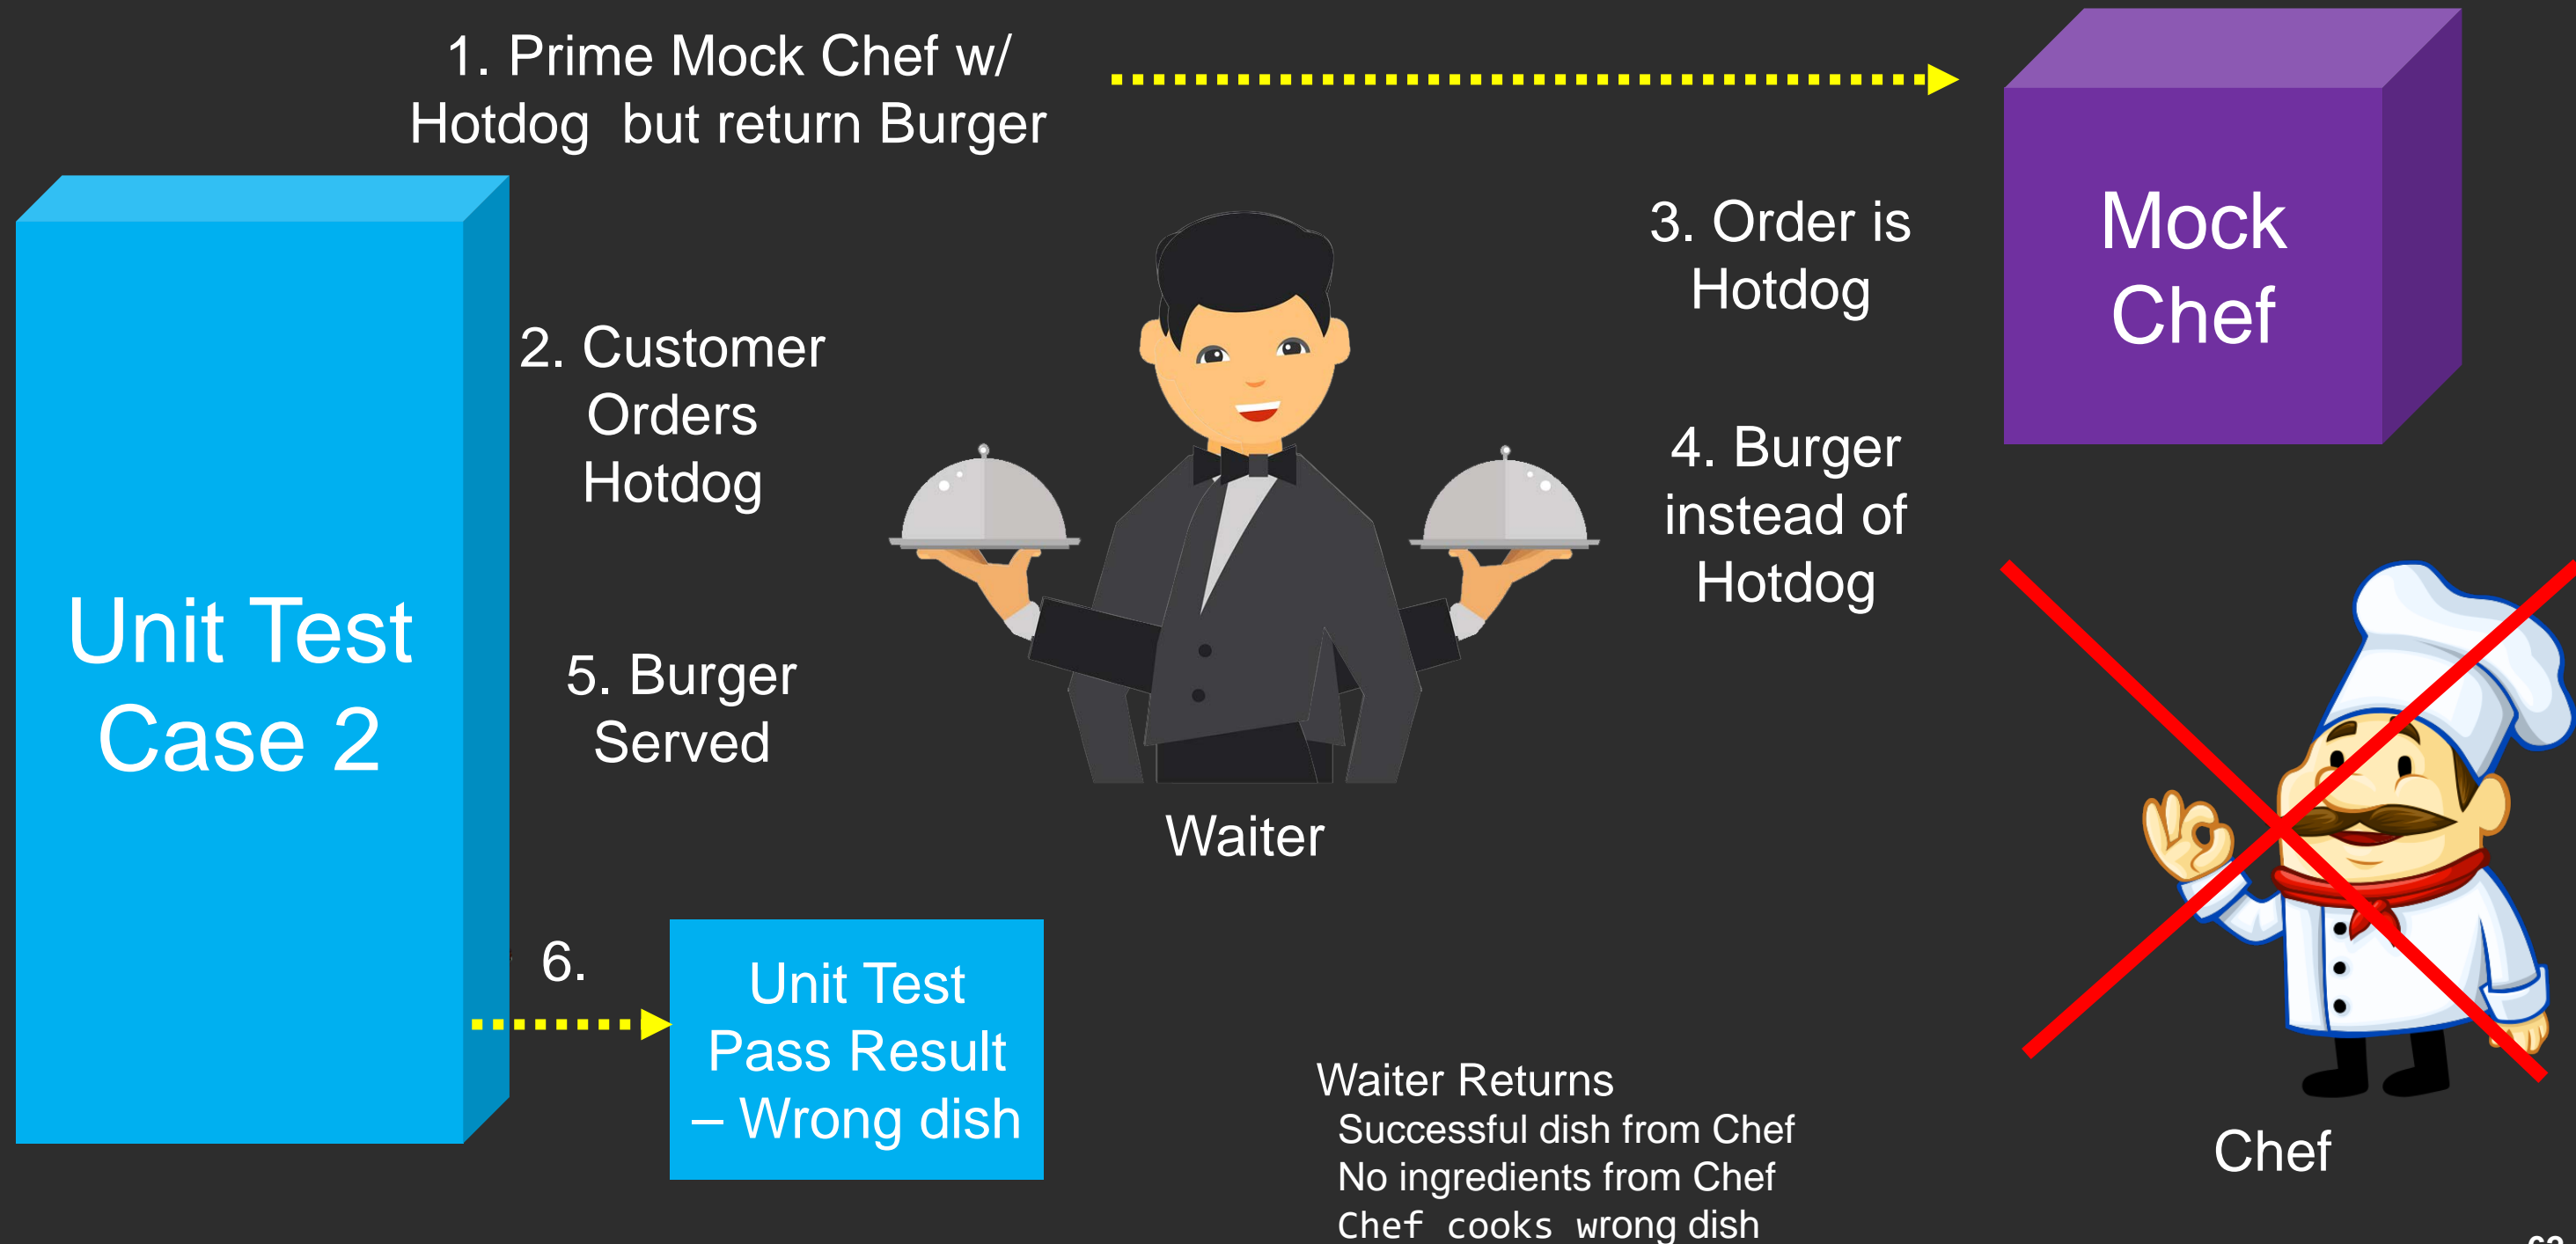 1. Prime Mock Chef w/
Hotdog  but return Burger
Mock
Chef
3. Order is
Hotdog
2. Customer
Orders
Hotdog
4. Burger
instead of
Hotdog
Unit Test
Case 2
5. Burger
Served
Waiter
6.
Unit Test
Pass Result
– Wrong dish
Waiter Returns
Successful dish from Chef
No ingredients from Chef
Chef cooks wrong dish
Chef